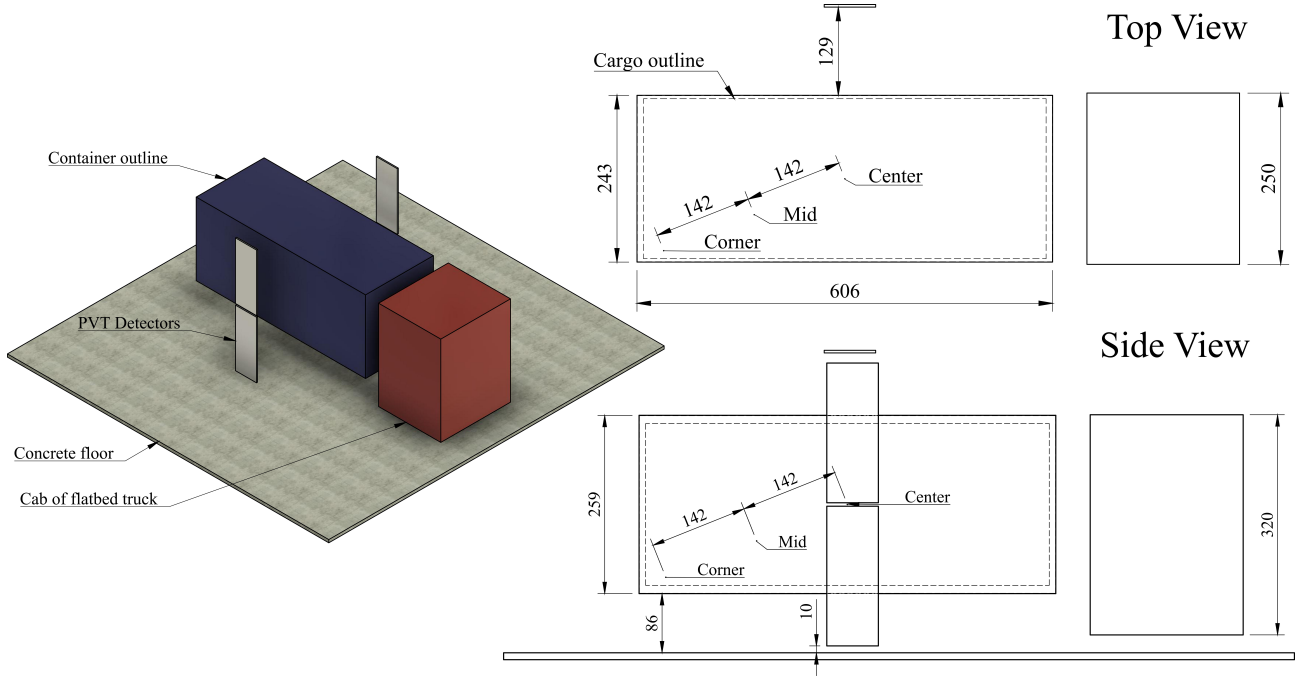 Container outline
PVT Detectors
Concrete floor
Cab of flatbed truck
Top View
129
Cargo outline
243
142
142
Center
Mid
Corner
250
606
Side View
259
142
142
Center
Mid
Corner
320
86
10